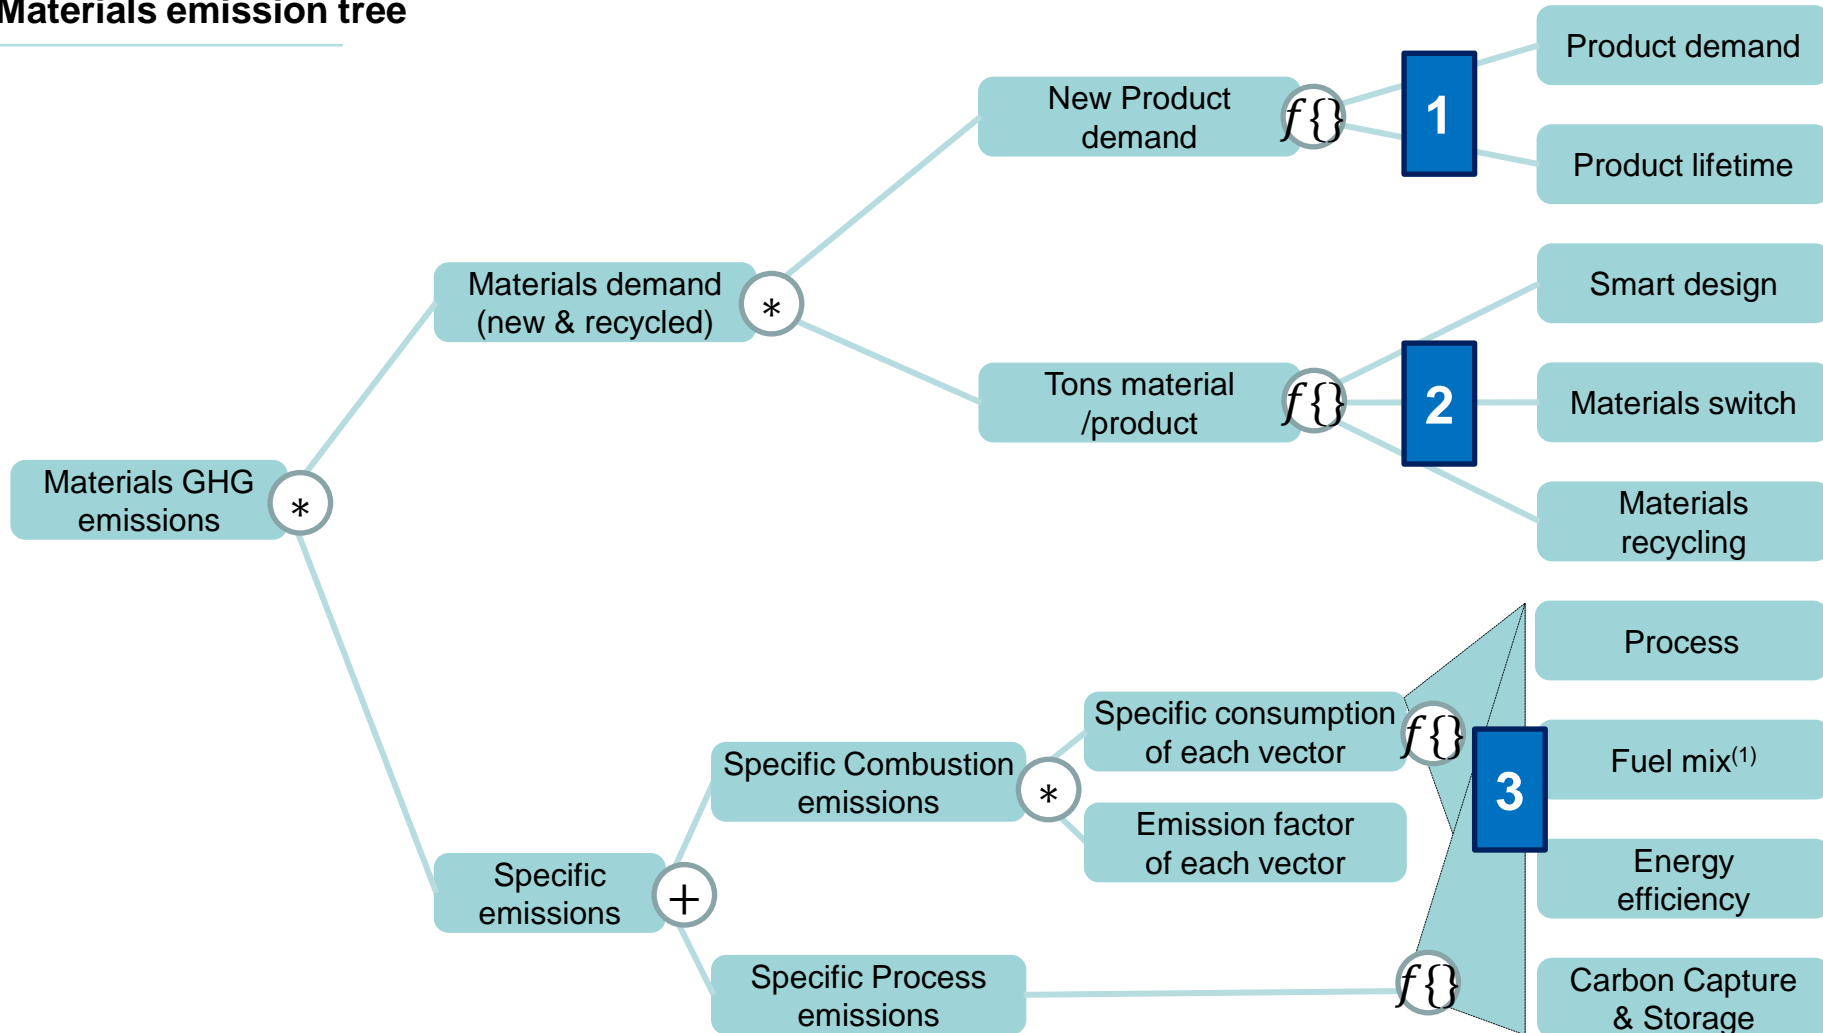 Materials emission tree
Product demand
New Product
demand
f{}
1
Product lifetime
Smart design
Materials demand
(new & recycled)
*
Tons material
/product
f{}
2
Materials switch
Materials GHG
emissions
*
Materials
recycling
Process
Specific consumption
of each vector
f{}
Specific Combustion
emissions
*
3
Fuel mix(1)
Emission factor
of each vector
Energy
efficiency
Specific
emissions
+
Specific Process
emissions
f{}
Carbon Capture
& Storage